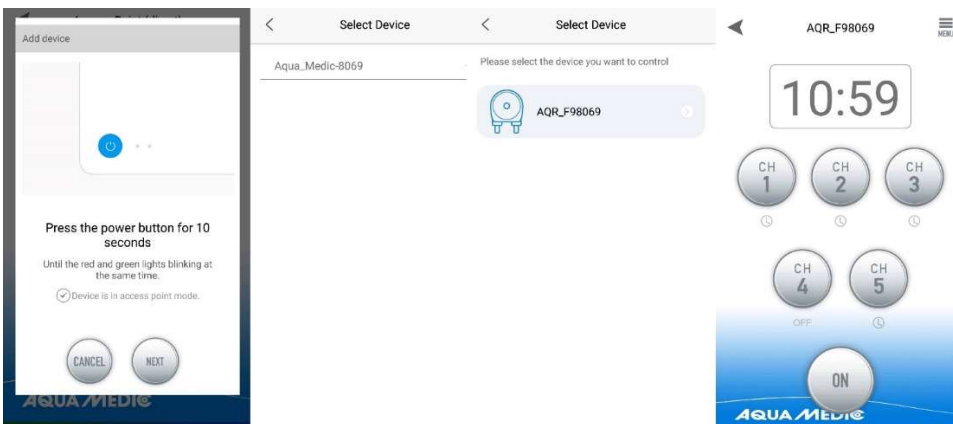 Add device
Press the power button for 10
seconds
Until the red and green lights blinking at
the same time.
Device is in access point mode.
CANCEL
NEXT
AQUA MEDIC
Select Device
Aqua_Medic-8069
Select Device
Please select the device you want to control
AQR_F98069
AQR_F98069
MENU
10:59
CH
1
CH
2
CH
3
CH
4
CH
5
OFF
ON
AQUA MEDIC